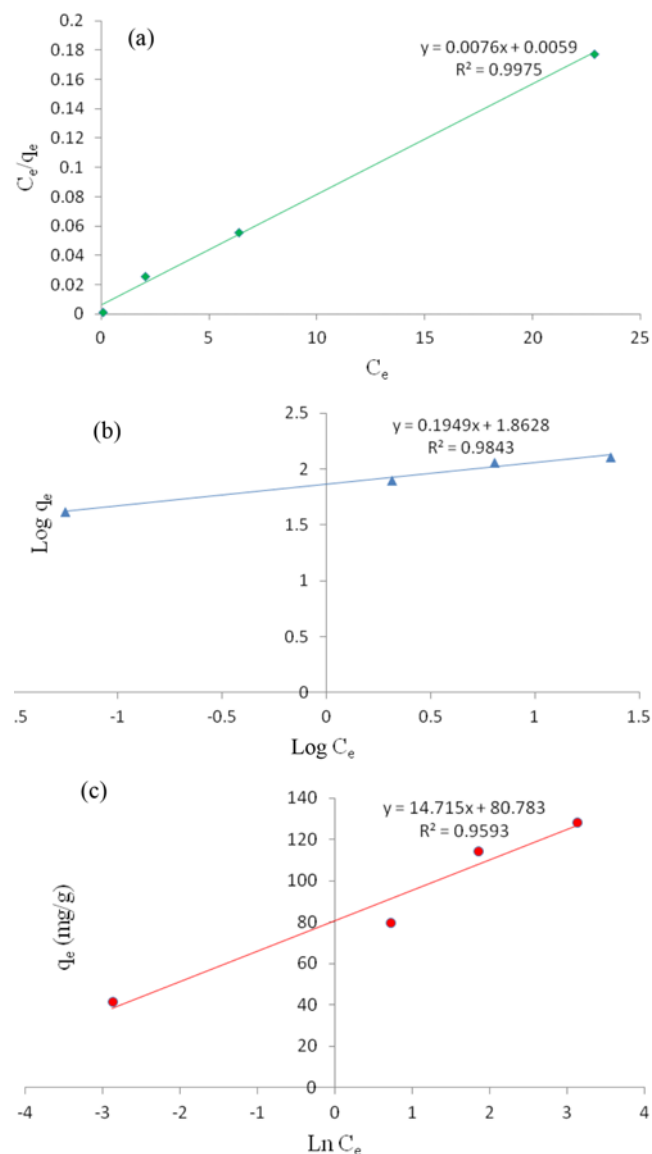 (a)
y = 0.0076x + 0.0059
R² = 0.9975
0.2
0.18
0.16
0.14
0.12
0.1
0.08
0.06
0.04
0.02
0
Ce/qe
0 5 10 15 20 25
Ce
(b)
y = 0.1949x + 1.8628
R² = 0.9843
2.5
2
1.5
1
0.5
0
Log qe
.5 -1 -0.5 0 0.5 1 1.5
Log Ce
(c)
y = 14.715x + 80.783
R² = 0.9593
140
120
100
80
60
40
20
0
qe (mg/g)
-4 -3 -2 -1 0 1 2 3 4
Ln Ce